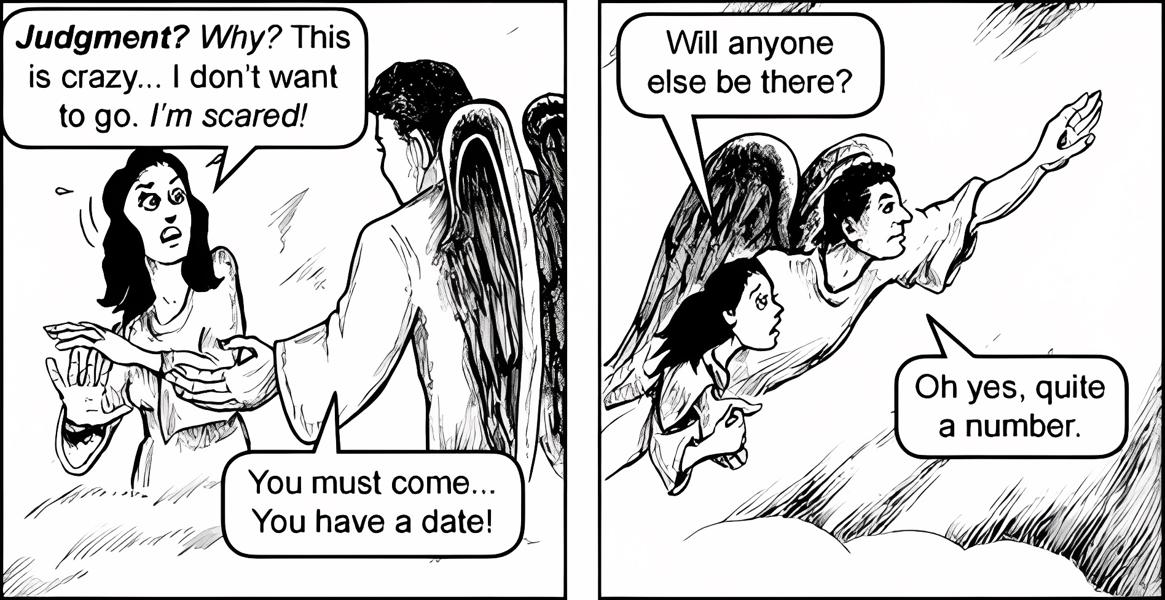 Judgment? Why? This
is crazy... I don't want
to go. I'm scared!
You must come...
You have a date!
Will anyone
else be there?
Oh yes, quite
a number.